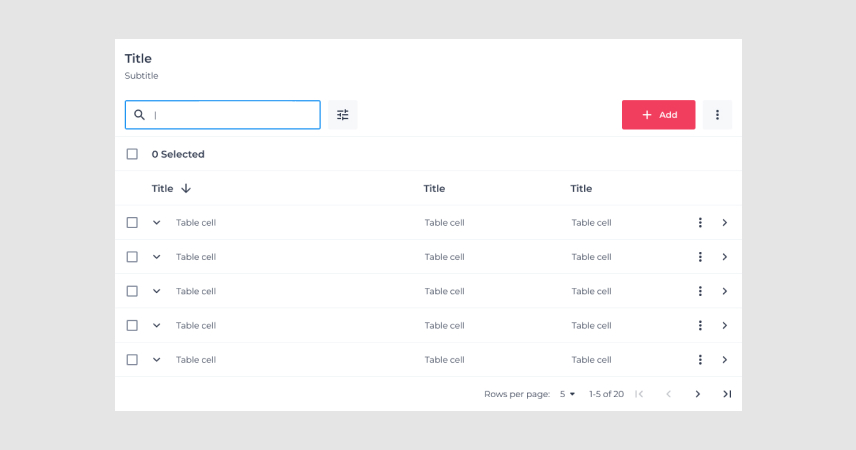 Title
Subtitle
Add
0 Selected
Title Title Title
Table cell Table cell Table cell
Table cell Table cell Table cell
Table cell Table cell Table cell
Table cell Table cell Table cell
Table cell Table cell Table cell
Rows per page: 5 1-5 of 20